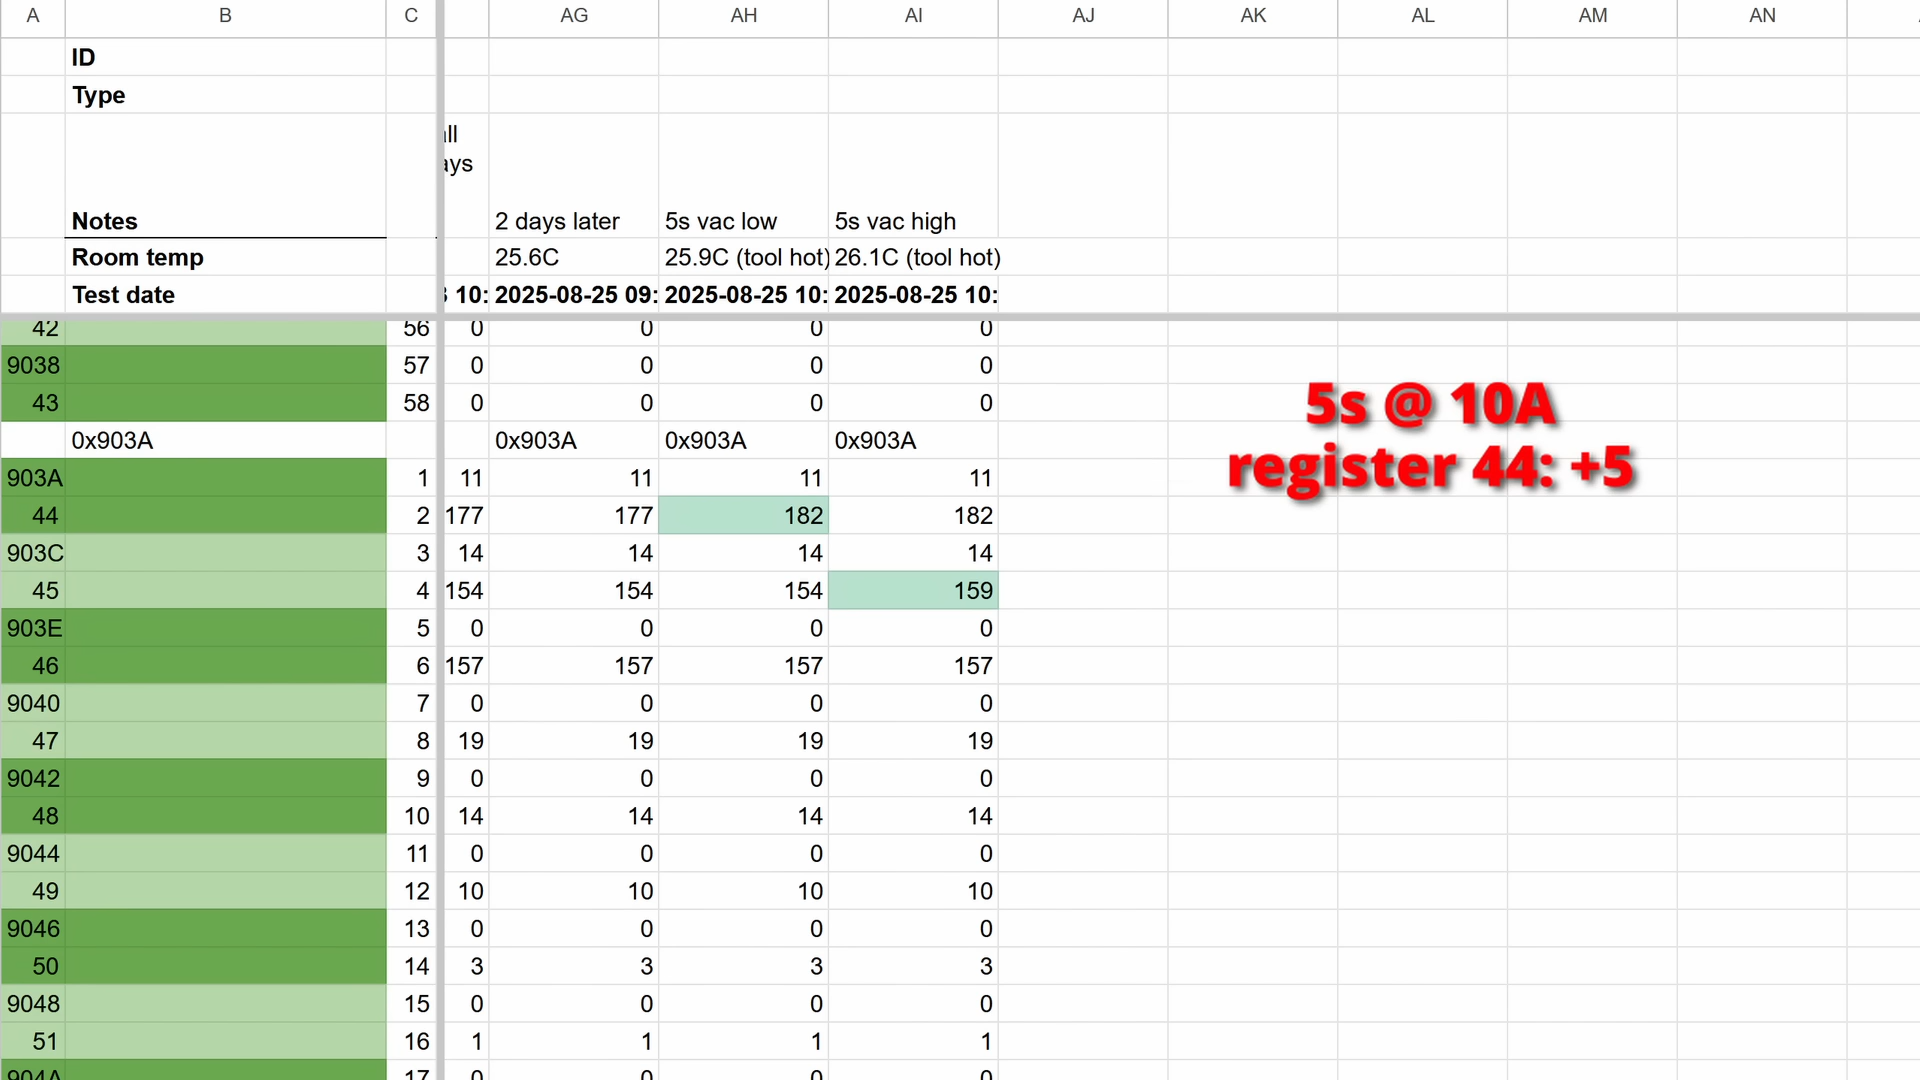 A B C AG AH AI AJ AK AL AM AN
ID
Type
ll
ays
Notes 2 days later 5s vac low 5s vac high
Room temp 25.6C 25.9C (tool hot) 26.1C (tool hot)
Test date 10: 2025-08-25 09: 2025-08-25 10: 2025-08-25 10:
42 56 0 0 0 0
9038 57 0 0 0 0
43 58 0 0 0 0
5s @ 10A
register 44: +5
0x903A 0x903A 0x903A 0x903A
903A 1 11 11 11 11
44 2 177 177 182 182
903C 3 14 14 14 14
45 4 154 154 154 159
903E 5 0 0 0 0
46 6 157 157 157 157
9040 7 0 0 0 0
47 8 19 19 19 19
9042 9 0 0 0 0
48 10 14 14 14 14
9044 11 0 0 0 0
49 12 10 10 10 10
9046 13 0 0 0 0
50 14 3 3 3 3
9048 15 0 0 0 0
51 16 1 1 1 1
904A 17 0 0 0 0